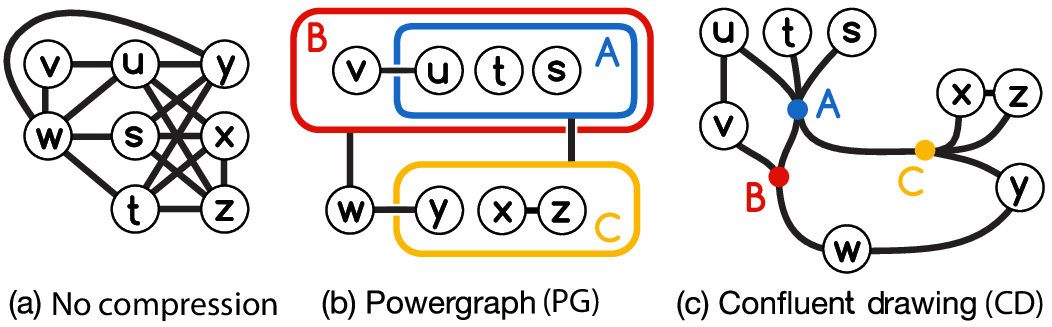 v u y
w s x
t z
B A
v u t s
w y x z C
u t s
x z
A
v
C
B
y
w
(a) No compression
(b) Powergraph (PG)
(c) Confluent drawing (CD)